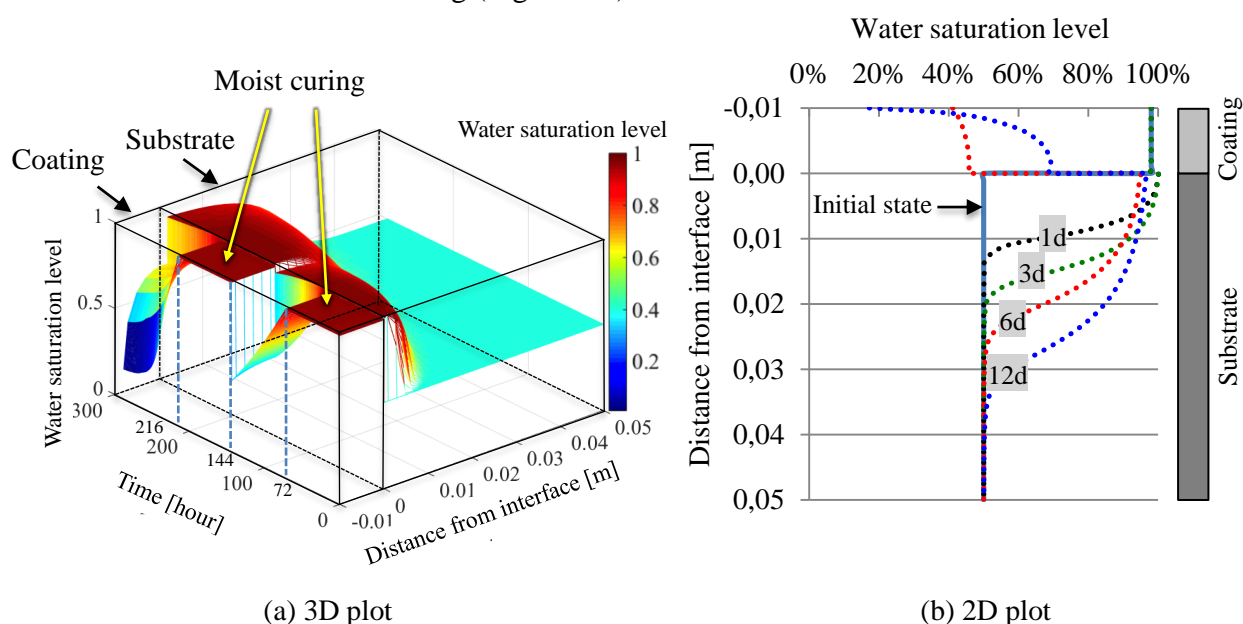 Moist curing
Substrate
Coating
Water saturation level
1
0.8
0.6
0.4
0.2
Water saturation level
1
0.5
0
300
216
200
144
100
72
0
Time [hour]
-0.01
0
0.01
0.02
0.03
0.04
0.05
Distance from interface [m]
(a) 3D plot
Water saturation level
0% 20% 40% 60% 80% 100%
Distance from interface [m]
-0,01
0,00
0,01
0,02
0,03
0,04
0,05
Initial state
1d
3d
6d
12d
Coating
Substrate
(b) 2D plot